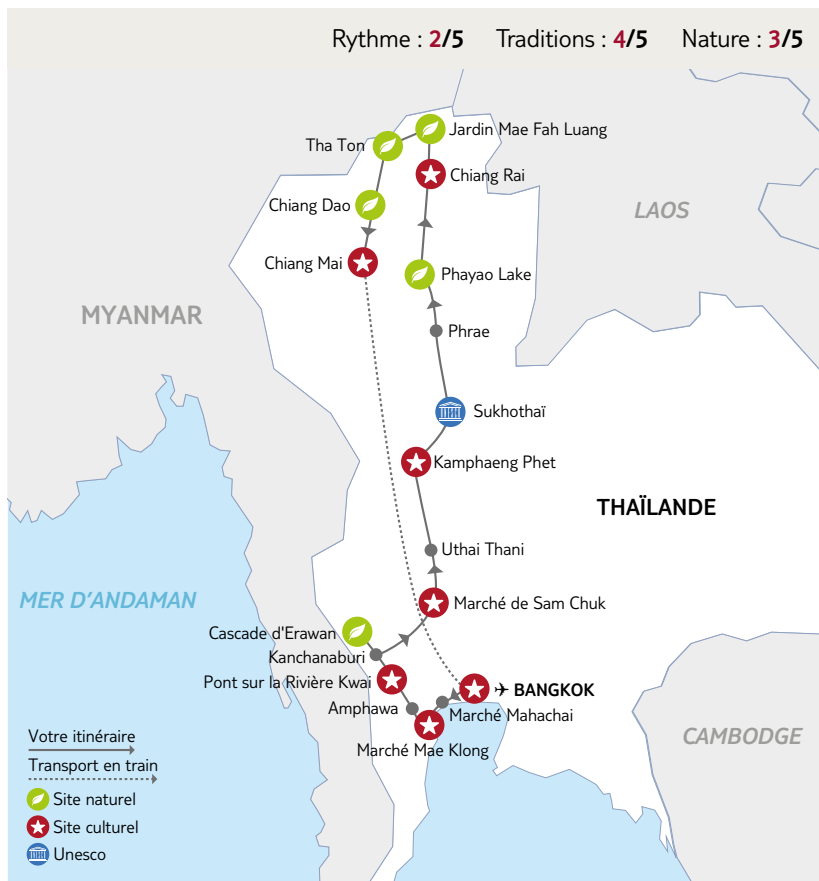 Rythme : 2/5 Traditions : 4/5 Nature : 3/5
Jardin Mae Fah Luang
Tha Ton
Chiang Rai
Chiang Dao
LAOS
Chiang Mai
Phayao Lake
MYANMAR
Phrae
Sukhothaï
Kamphaeng Phet
THAÏLANDE
Uthai Thani
MER D'ANDAMAN
Marché de Sam Chuk
Cascade d'Erawan
Kanchanaburi
Pont sur la Rivière Kwai
BANGKOK
Amphawa
Marché Mahachai
Marché Mae Klong
CAMBODGE
Votre itinéraire
Transport en train
Site naturel
Site culturel
Unesco